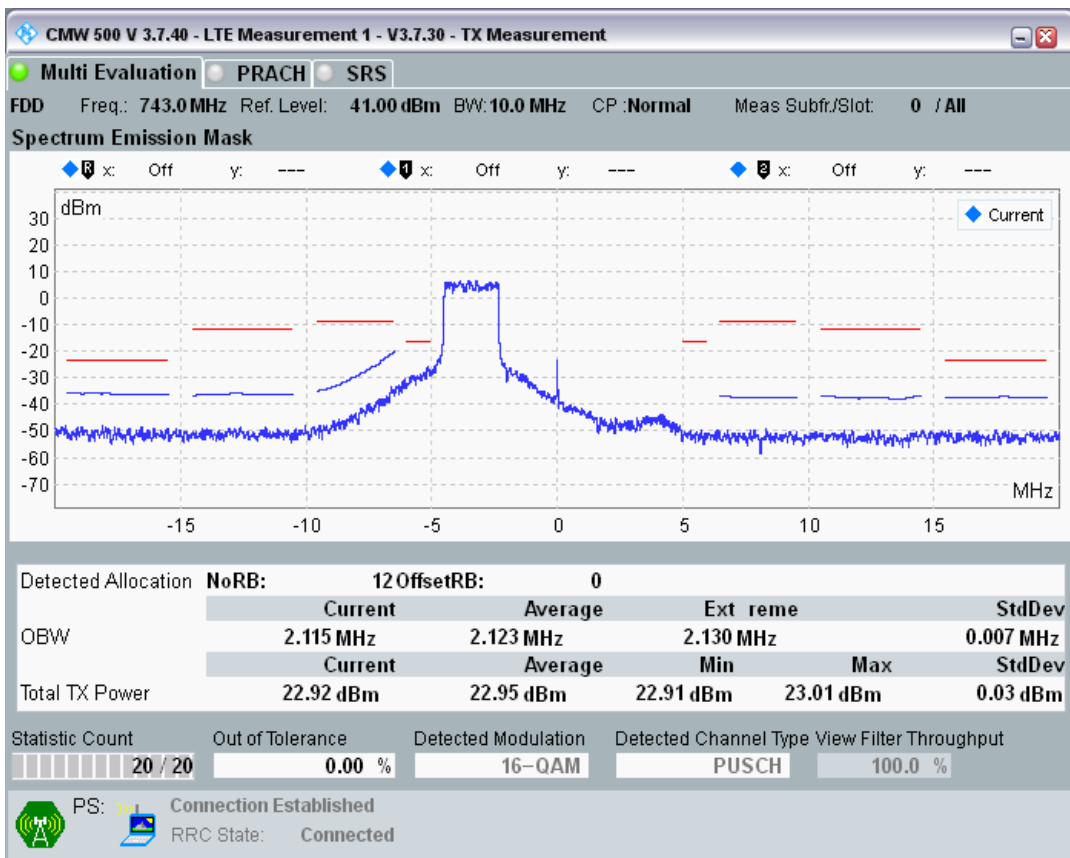 CMW 500 V 3.7.40 - LTE Measurement 1 - V3.7.30 - TX Measurement
Multi Evaluation PRACH SRS
FDD Freq.: 743.0 MHz Ref. Level: 41.00 dBm BW: 10.0 MHz CP :Normal Meas Subfr./Slot: 0 / All
Spectrum Emission Mask
R x: Off y: --- 1 x: Off y: --- 2 x: Off y: ---
dBm
Current
30
20
10
0
-10
-20
-30
-40
-50
-60
-70
MHz
-15 -10 -5 0 5 10 15
Detected Allocation NoRB: 12 OffsetRB: 0
Current Average Ext reme StdDev
OBW 2.115 MHz 2.123 MHz 2.130 MHz 0.007 MHz
Current Average Min Max StdDev
Total TX Power 22.92 dBm 22.95 dBm 22.91 dBm 23.01 dBm 0.03 dBm
Statistic Count Out of Tolerance Detected Modulation Detected Channel Type View Filter Throughput
20 / 20 0.00 % 16-QAM PUSCH 100.0 %
PS: Connection Established
RRC State: Connected